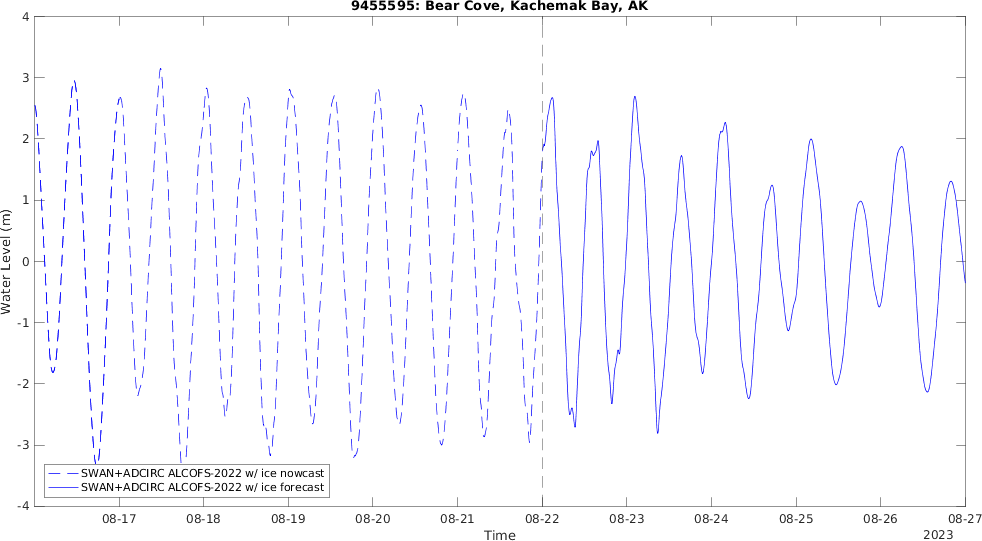 9455595: Bear Cove, Kachemak Bay, AK
Water Level (m)
4
3
2
1
0
-1
-2
-3
-4
SWAN+ADCIRC ALCOFS-2022 w/ ice nowcast
SWAN+ADCIRC ALCOFS-2022 w/ ice forecast
08-17 08-18 08-19 08-20 08-21 08-22 08-23 08-24 08-25 08-26 08-27
Time
2023